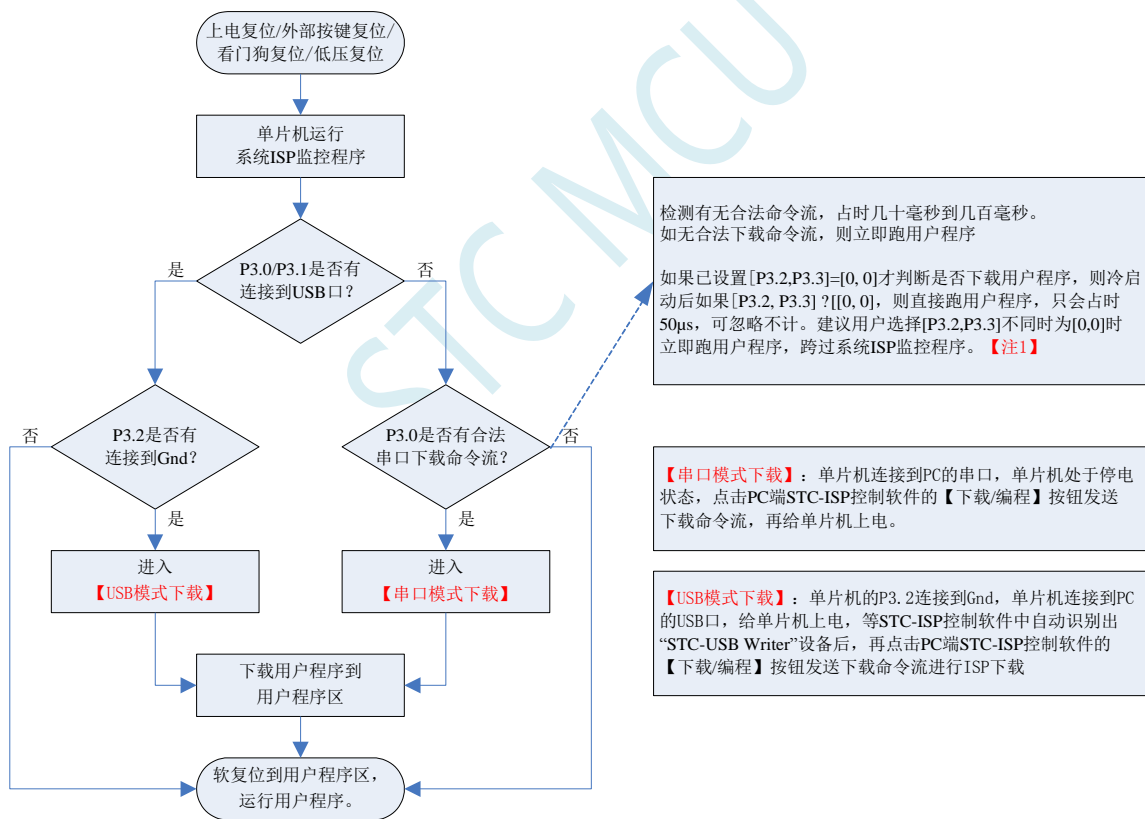 上电复位/外部按键复位/
看门狗复位/低压复位
单片机运行
系统ISP监控程序
P3.0/P3.1是否有
连接到USB口？
是
否
P3.2是否有
连接到Gnd？
否
是
P3.0是否有合法
串口下载命令流？
否
是
进入
【USB模式下载】
进入
【串口模式下载】
下载用户程序到
用户程序区
软复位到用户程序区，
运行用户程序。
检测有无合法命令流，占时几十毫秒到几百毫秒。
如无合法下载命令流，则立即跑用户程序
如果已设置[P3.2,P3.3]=[0, 0]才判断是否下载用户程序，则冷启
动后如果[P3.2, P3.3] ?[[0, 0]，则直接跑用户程序，只会占时
50μs，可忽略不计。建议用户选择[P3.2,P3.3]不同时为[0,0]时
立即跑用户程序，跨过系统ISP监控程序。【注1】
【串口模式下载】：单片机连接到PC的串口，单片机处于停电
状态，点击PC端STC-ISP控制软件的【下载/编程】按钮发送
下载命令流，再给单片机上电。
【USB模式下载】：单片机的P3.2连接到Gnd，单片机连接到PC
的USB口，给单片机上电，等STC-ISP控制软件中自动识别出
“STC-USB Writer”设备后，再点击PC端STC-ISP控制软件的
【下载/编程】按钮发送下载命令流进行ISP下载
STC MCU